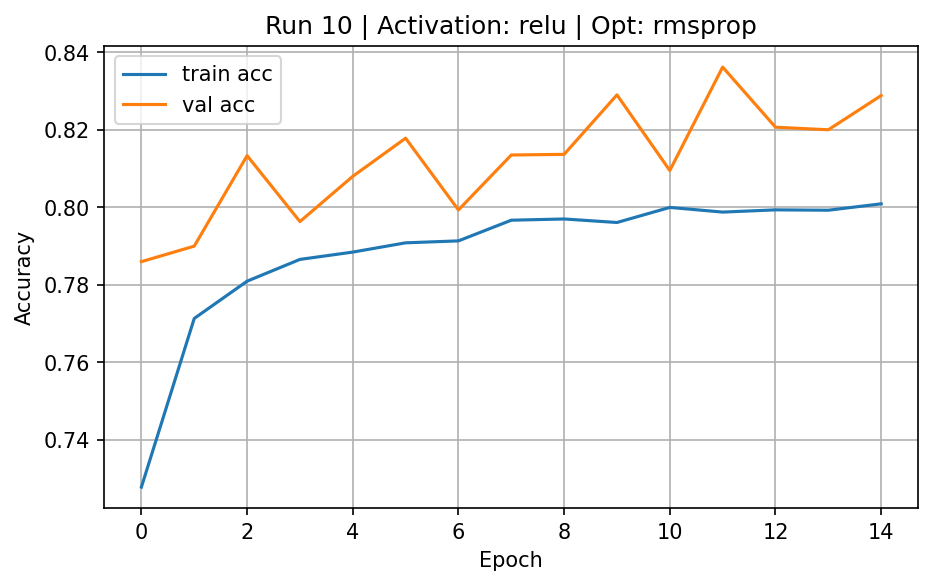 Run 10 | Activation: relu | Opt: rmsprop
train acc
val acc
0.84
0.82
0.80
0.78
0.76
0.74
Accuracy
0 2 4 6 8 10 12 14
Epoch